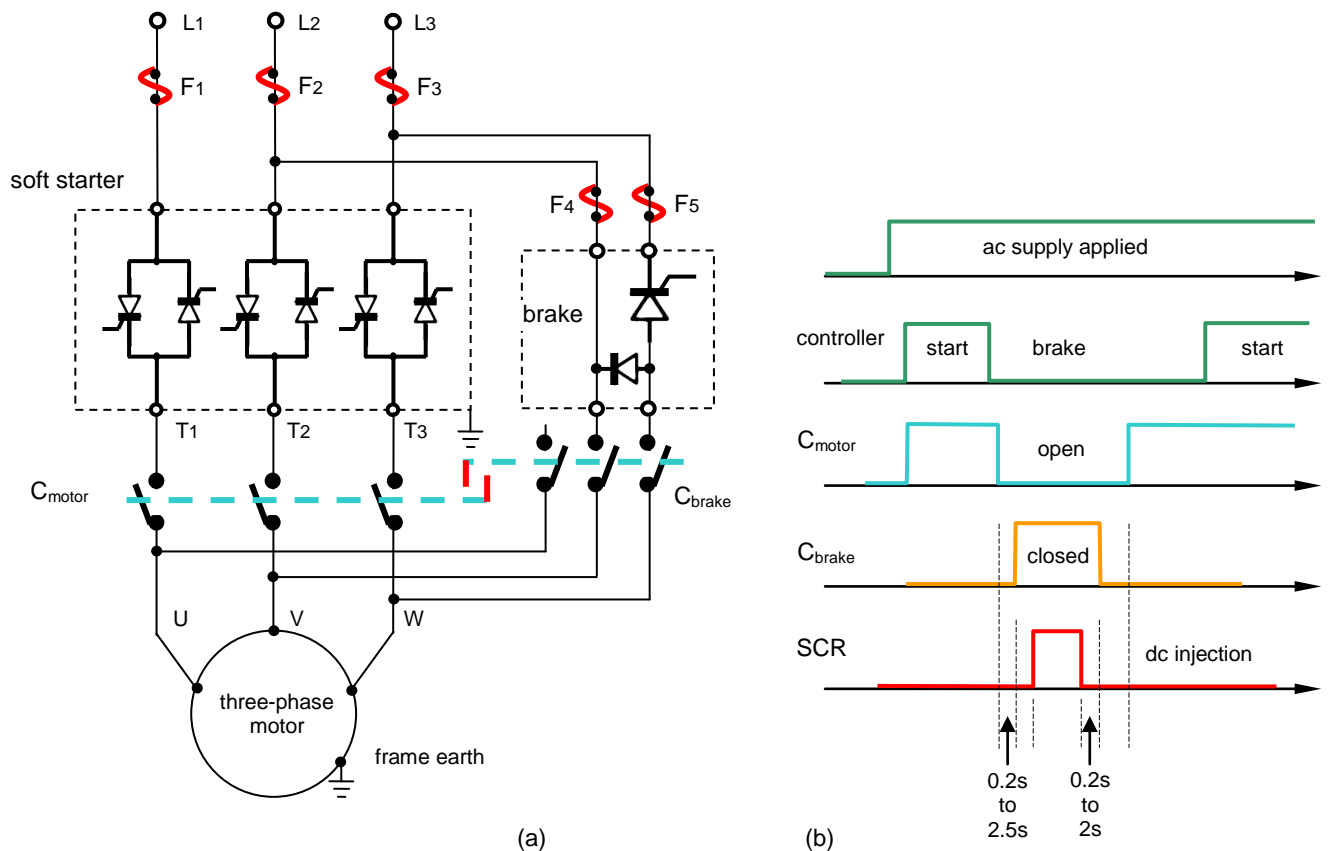 L1 L2 L3
F1 F2 F3
soft starter
F4 F5
brake
T1 T2 T3
Cmotor
Cbrake
U V W
three-phase
motor
frame earth
(a)
ac supply applied
controller
start brake start
Cmotor
open
Cbrake
closed
SCR
dc injection
0.2s
to
2.5s
0.2s
to
2s
(b)